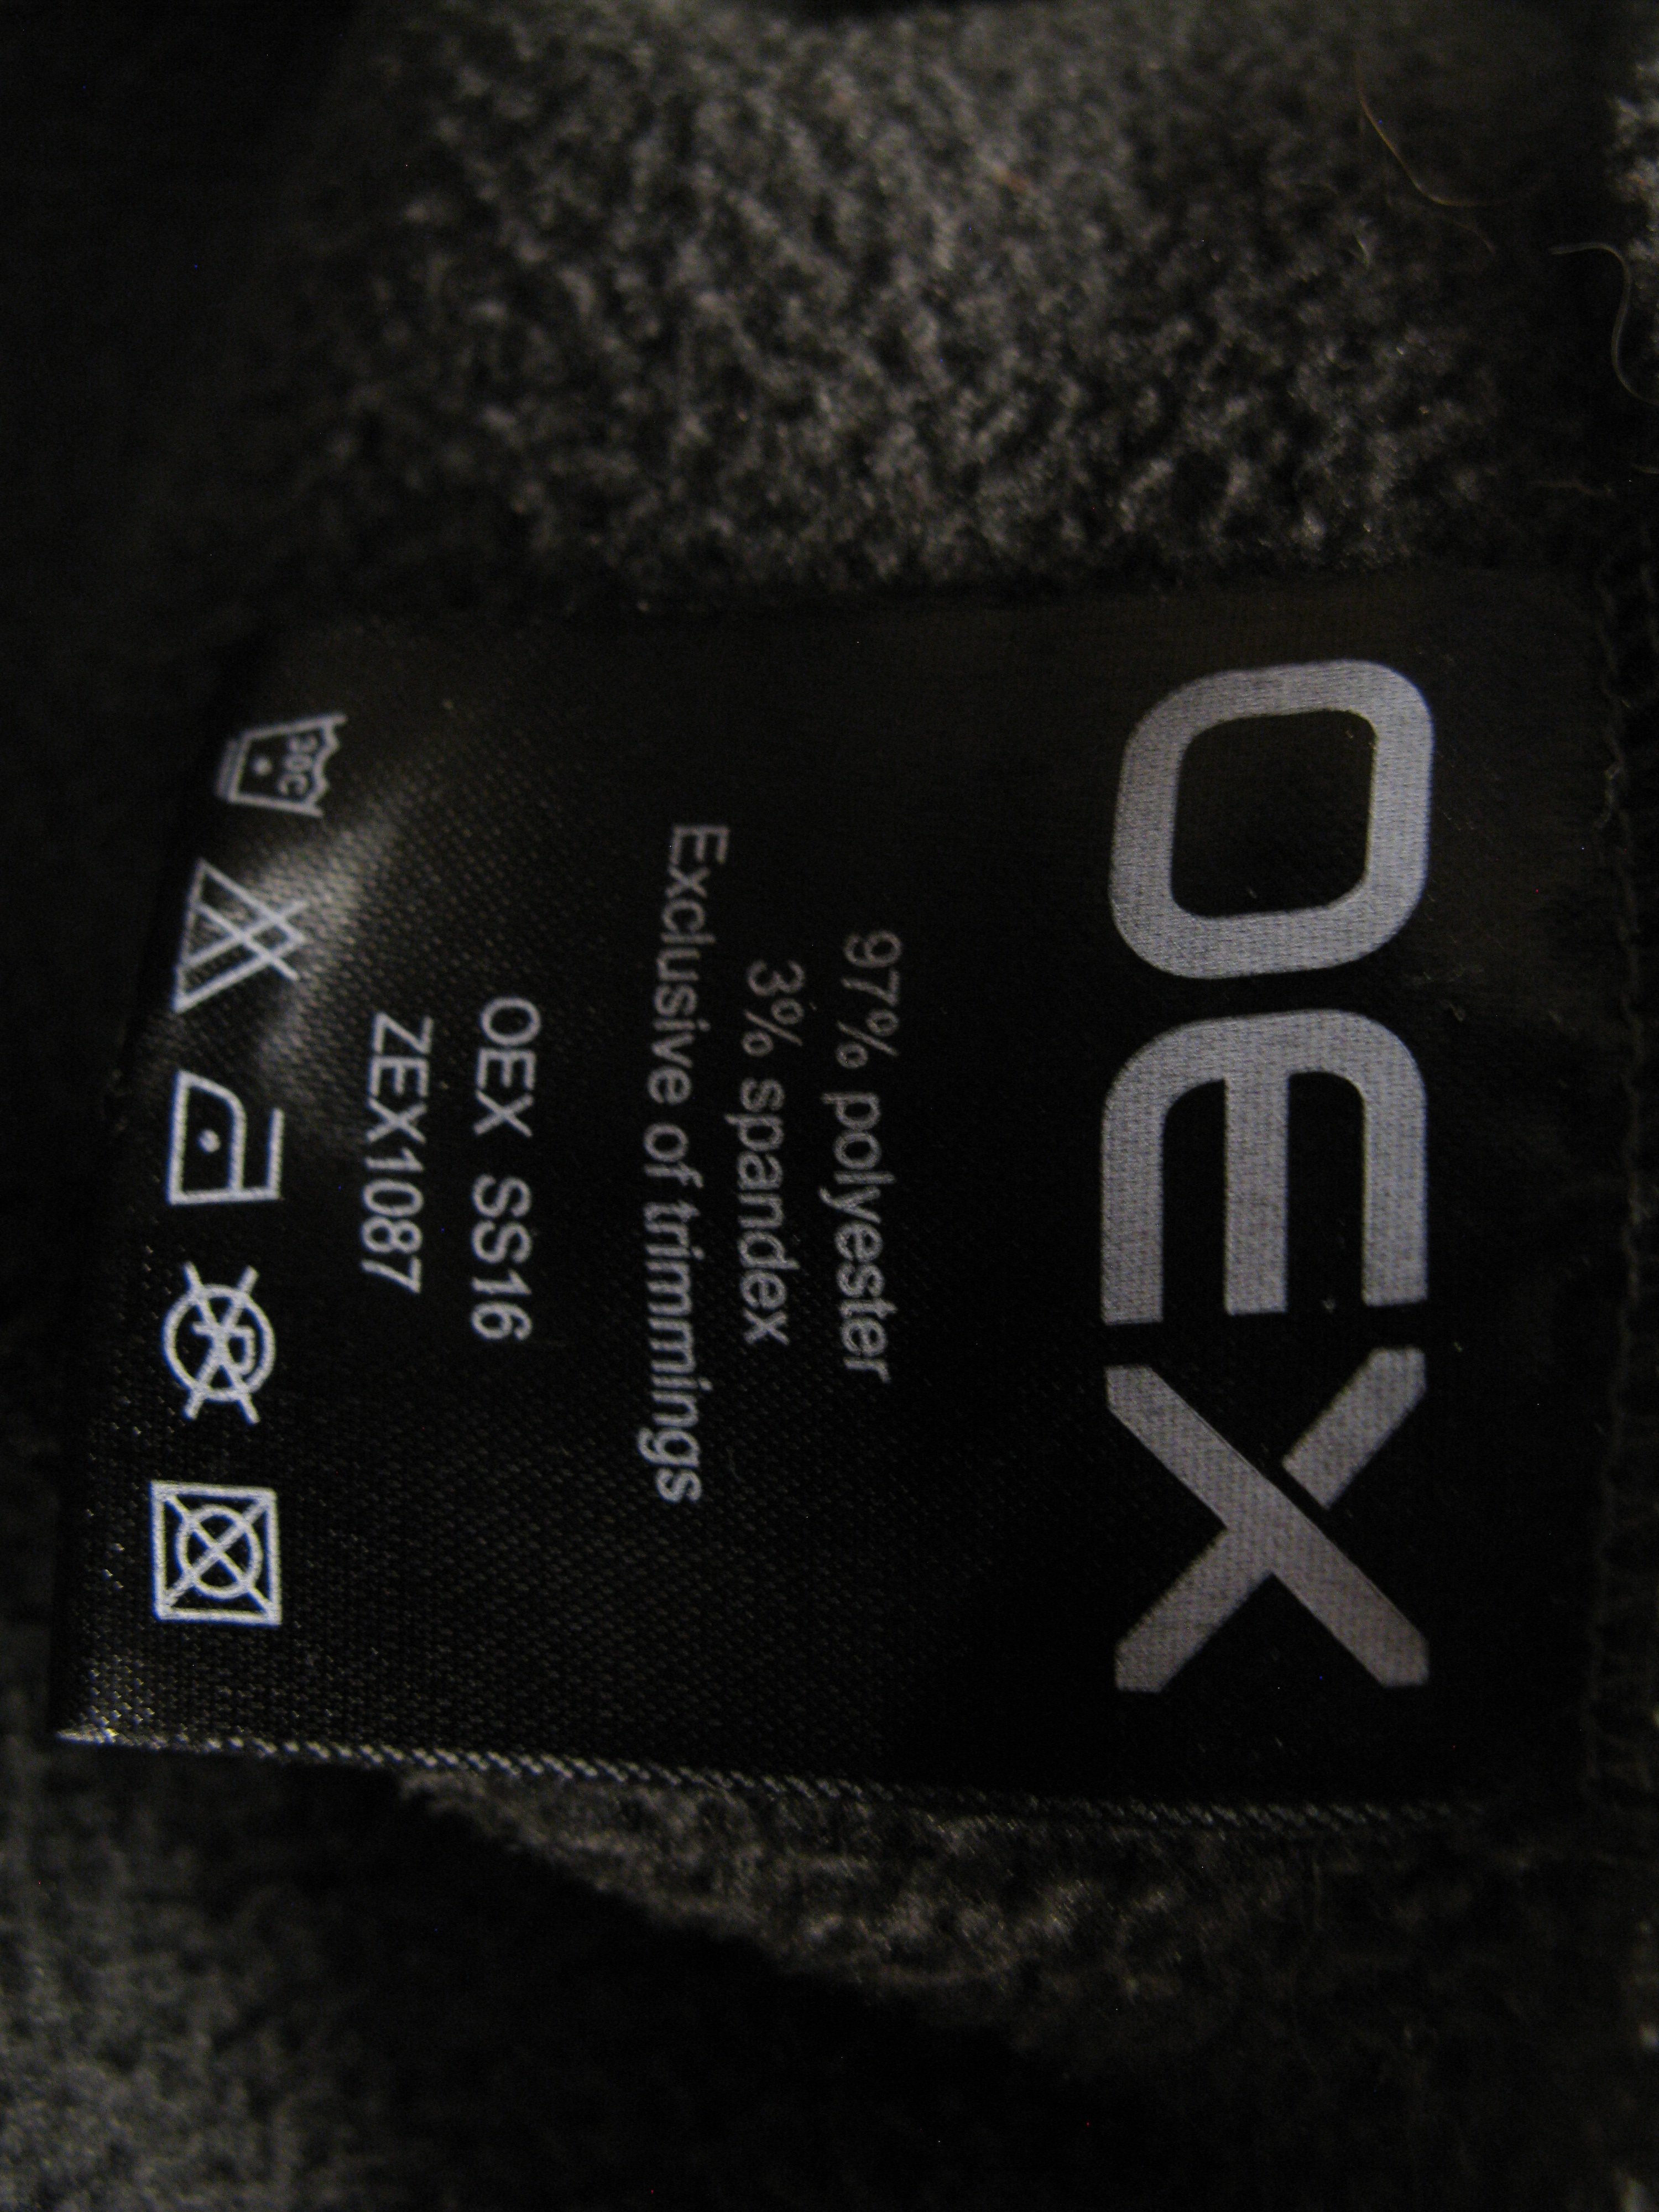 OEX
97% polyester
3% spandex
Exclusive of trimmings
OEX SS16
ZEX1087
30C